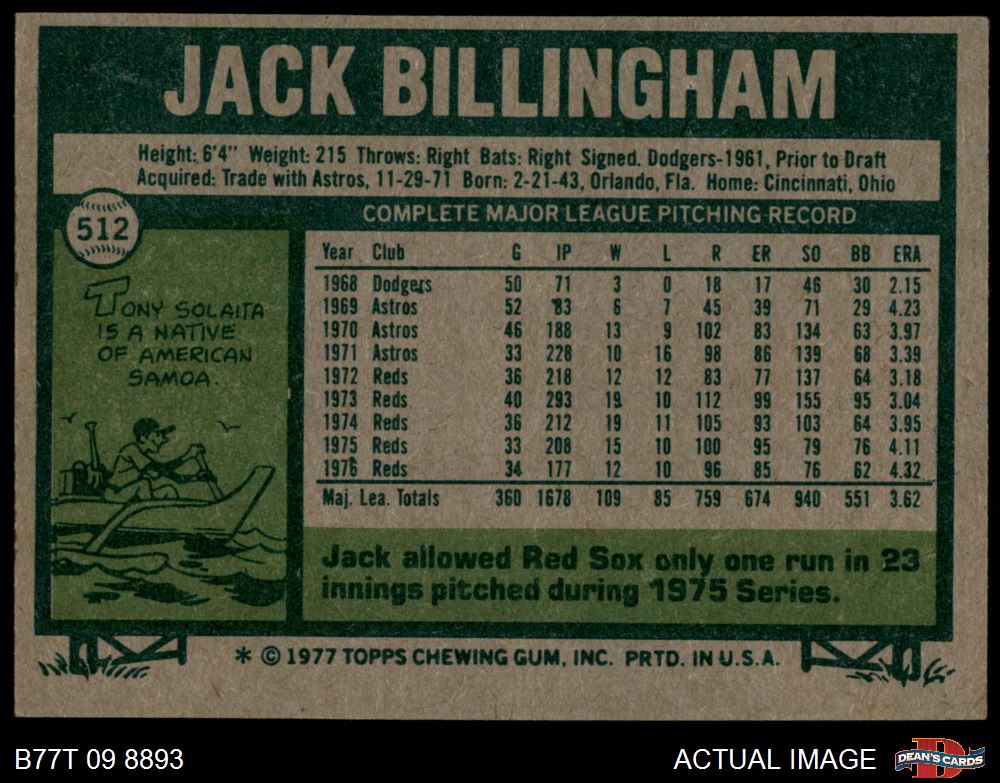 JACK BILLINGHAM
Height: 6'4" Weight: 215 Throws: Right Bats: Right Signed. Dodgers-1961, Prior to Draft
Acquired: Trade with Astros, 11-29-71 Born: 2-21-43, Orlando, Fla. Home: Cincinnati, Ohio
512
COMPLETE MAJOR LEAGUE PITCHING RECORD
Year Club G IP W L R ER SO BB ERA
1968 Dodgers 50 71 3 0 18 17 46 30 2.15
1969 Astros 52 83 6 7 45 39 71 29 4.23
1970 Astros 46 188 13 9 102 83 134 63 3.97
1971 Astros 33 228 10 16 98 86 139 68 3.39
1972 Reds 36 218 12 12 83 77 137 64 3.18
1973 Reds 40 293 19 10 112 99 155 95 3.04
1974 Reds 36 212 19 11 105 93 103 64 3.95
1975 Reds 33 208 15 10 100 95 79 76 4.11
1976 Reds 34 177 12 10 96 85 76 62 4.32
Maj. Lea. Totals 360 1678 109 85 759 674 940 551 3.62
TONY SOLAITA
IS A NATIVE
OF AMERICAN
SAMOA.
Jack allowed Red Sox only one run in 23
innings pitched during 1975 Series.
* © 1977 TOPPS CHEWING GUM, INC. PRTD. IN U.S.A.
B77T 09 8893
ACTUAL IMAGE
D
DEAN'S CARDS